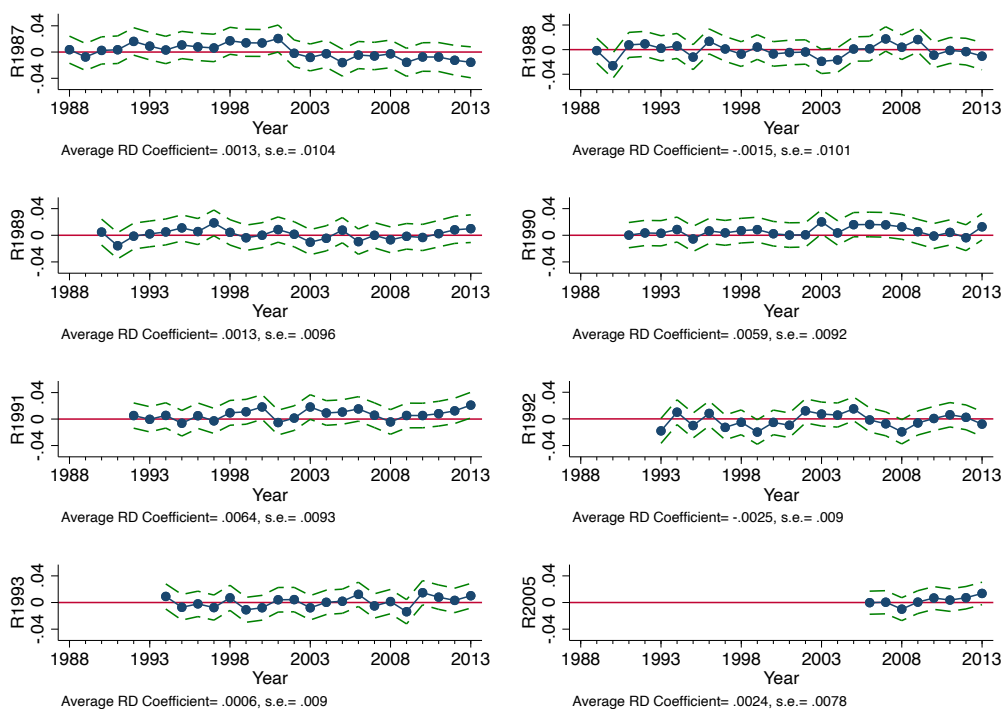 R1987
.04
0
-.04
1988 1993 1998 2003 2008 2013
Year
Average RD Coefficient= .0013, s.e.= .0104
R1988
.04
0
-.04
1988 1993 1998 2003 2008 2013
Year
Average RD Coefficient= -.0015, s.e.= .0101
R1989
.04
0
-.04
1988 1993 1998 2003 2008 2013
Year
Average RD Coefficient= .0013, s.e.= .0096
R1990
.04
0
-.04
1988 1993 1998 2003 2008 2013
Year
Average RD Coefficient= .0059, s.e.= .0092
R1991
.04
0
-.04
1988 1993 1998 2003 2008 2013
Year
Average RD Coefficient= .0064, s.e.= .0093
R1992
.04
0
-.04
1988 1993 1998 2003 2008 2013
Year
Average RD Coefficient= -.0025, s.e.= .009
R1993
.04
0
-.04
1988 1993 1998 2003 2008 2013
Year
Average RD Coefficient= .0006, s.e.= .009
R2005
.04
0
-.04
1988 1993 1998 2003 2008 2013
Year
Average RD Coefficient= .0024, s.e.= .0078